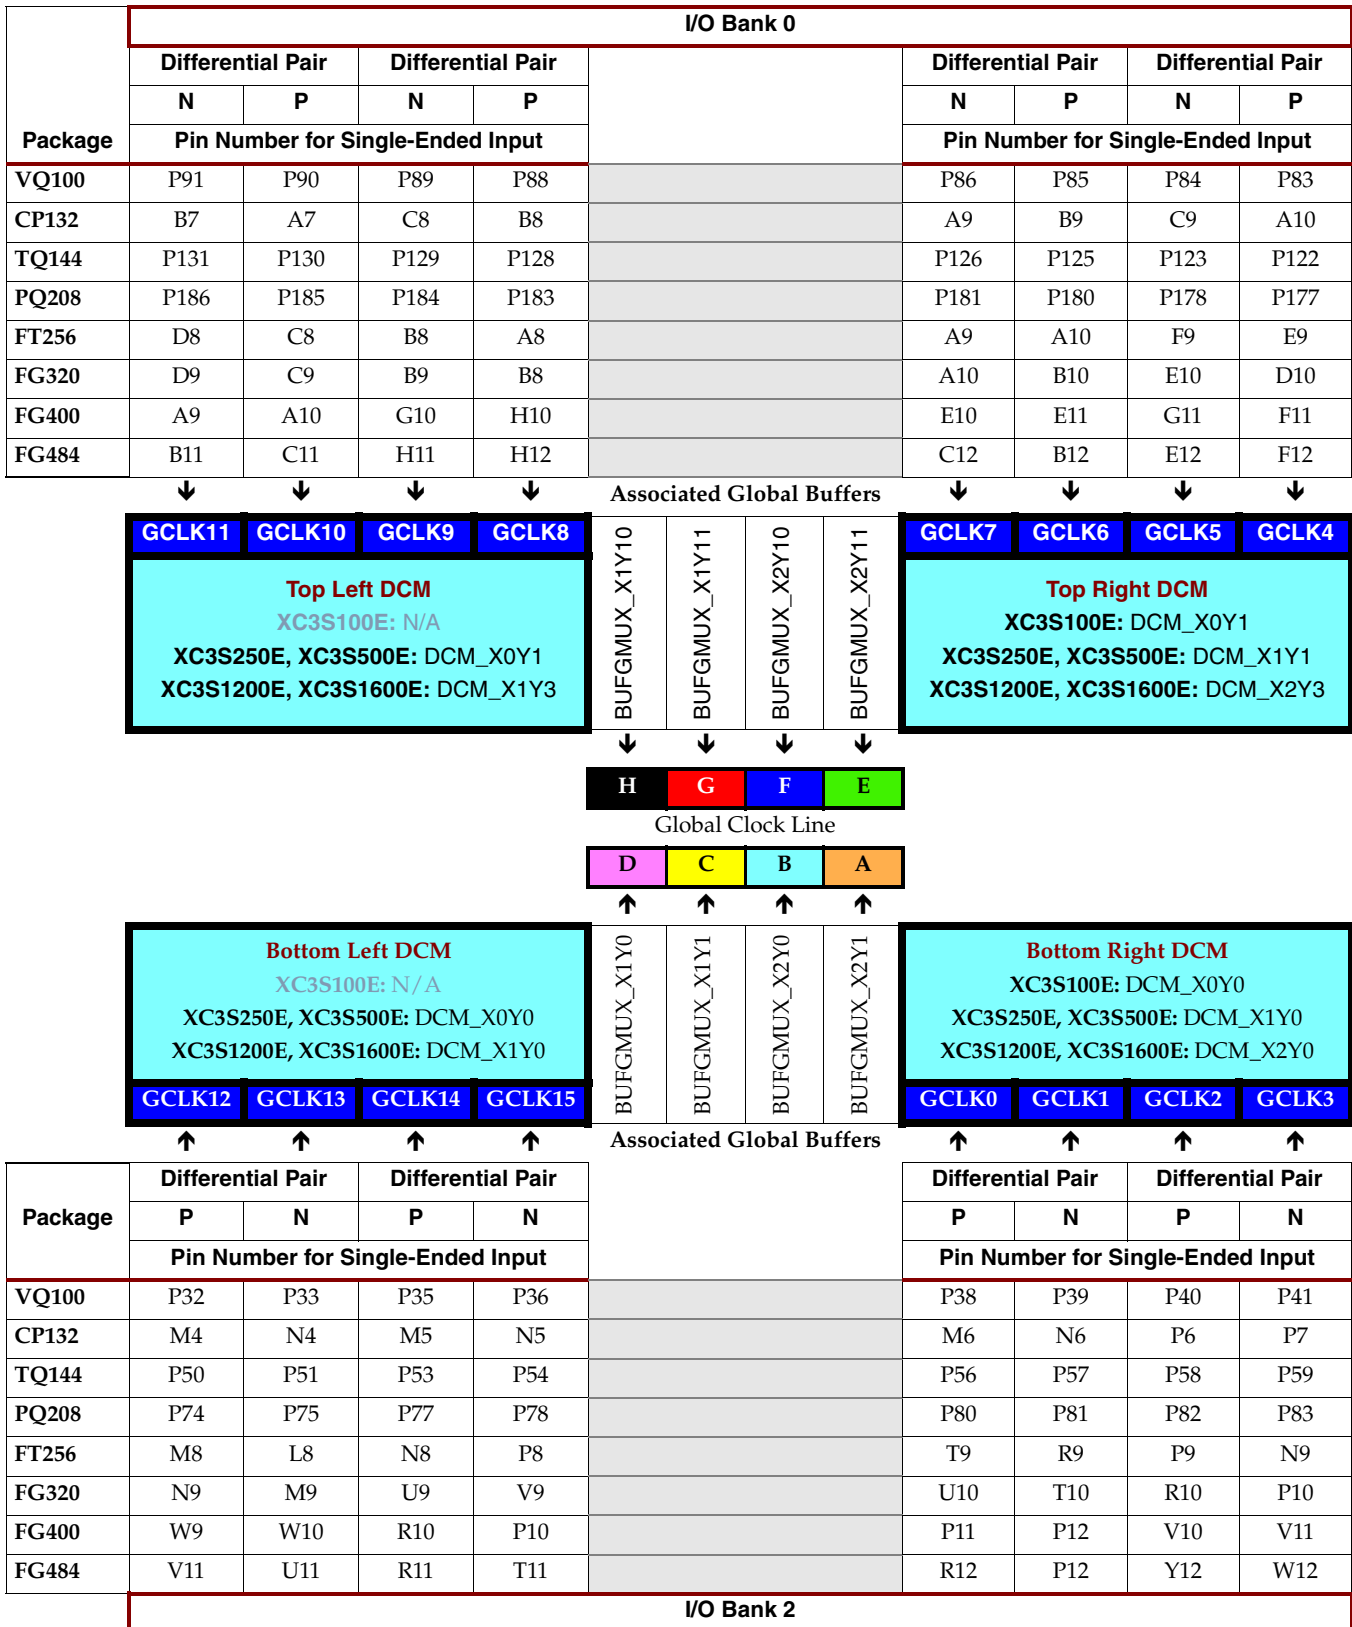 I/O Bank 0
Differential Pair Differential Pair Differential Pair Differential Pair
N P N P N P N P
Package Pin Number for Single-Ended Input Pin Number for Single-Ended Input
VQ100 P91 P90 P89 P88 P86 P85 P84 P83
CP132 B7 A7 C8 B8 A9 B9 C9 A10
TQ144 P131 P130 P129 P128 P126 P125 P123 P122
PQ208 P186 P185 P184 P183 P181 P180 P178 P177
FT256 D8 C8 B8 A8 A9 A10 F9 E9
FG320 D9 C9 B9 B8 A10 B10 E10 D10
FG400 A9 A10 G10 H10 E10 E11 G11 F11
FG484 B11 C11 H11 H12 C12 B12 E12 F12
🡻 🡻 🡻 🡻 Associated Global Buffers 🡻 🡻 🡻 🡻
GCLK11 GCLK10 GCLK9 GCLK8
Top Left DCM
XC3S100E: N/A
XC3S250E, XC3S500E: DCM_X0Y1
XC3S1200E, XC3S1600E: DCM_X1Y3
BUFGMUX_X1Y10
BUFGMUX_X1Y11
BUFGMUX_X2Y10
BUFGMUX_X2Y11
GCLK7 GCLK6 GCLK5 GCLK4
Top Right DCM
XC3S100E: DCM_X0Y1
XC3S250E, XC3S500E: DCM_X1Y1
XC3S1200E, XC3S1600E: DCM_X2Y3
H G F E
Global Clock Line
D C B A
Bottom Left DCM
XC3S100E: N/A
XC3S250E, XC3S500E: DCM_X0Y0
XC3S1200E, XC3S1600E: DCM_X1Y0
GCLK12 GCLK13 GCLK14 GCLK15
BUFGMUX_X1Y0
BUFGMUX_X1Y1
BUFGMUX_X2Y0
BUFGMUX_X2Y1
Bottom Right DCM
XC3S100E: DCM_X0Y0
XC3S250E, XC3S500E: DCM_X1Y0
XC3S1200E, XC3S1600E: DCM_X2Y0
GCLK0 GCLK1 GCLK2 GCLK3
Associated Global Buffers
Differential Pair Differential Pair Differential Pair Differential Pair
Package P N P N P N P N
Pin Number for Single-Ended Input Pin Number for Single-Ended Input
VQ100 P32 P33 P35 P36 P38 P39 P40 P41
CP132 M4 N4 M5 N5 M6 N6 P6 P7
TQ144 P50 P51 P53 P54 P56 P57 P58 P59
PQ208 P74 P75 P77 P78 P80 P81 P82 P83
FT256 M8 L8 N8 P8 T9 R9 P9 N9
FG320 N9 M9 U9 V9 U10 T10 R10 P10
FG400 W9 W10 R10 P10 P11 P12 V10 V11
FG484 V11 U11 R11 T11 R12 P12 Y12 W12
I/O Bank 2